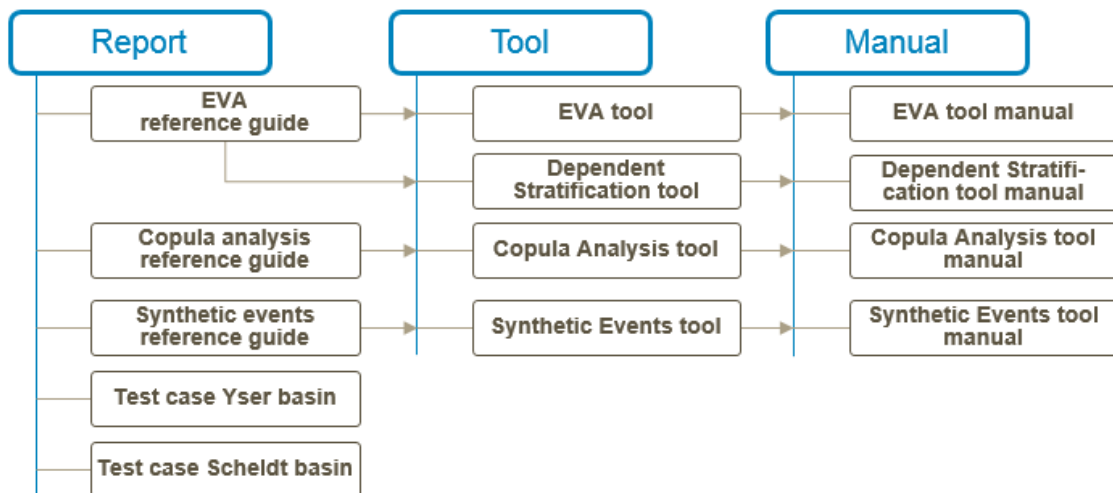 Report
Tool
Manual
EVA
reference guide
EVA tool
EVA tool manual
Dependent
Stratification tool
Dependent Stratifi-
cation tool manual
Copula analysis
reference guide
Copula Analysis tool
Copula Analysis tool
manual
Synthetic events
reference guide
Synthetic Events tool
Synthetic Events tool
manual
Test case Yser basin
Test case Scheldt basin